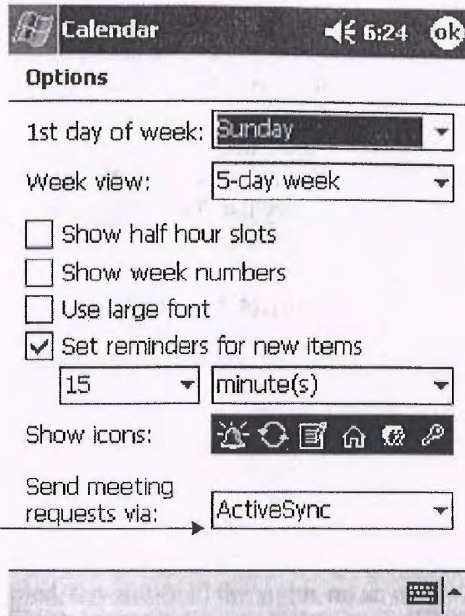 Calendar 6:24 ok
Options
1st day of week: Sunday
Week view: 5-day week
Show half hour slots
Show week numbers
Use large font
Set reminders for new items
15 minute(s)
Show icons:
Send meeting
requests via: ActiveSync